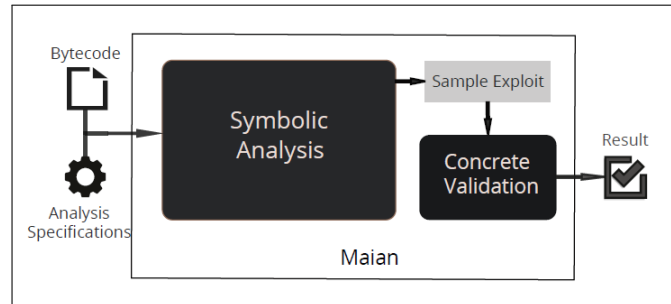 Bytecode
Analysis
Specifications
Symbolic
Analysis
Sample Exploit
Concrete
Validation
Result
Maian